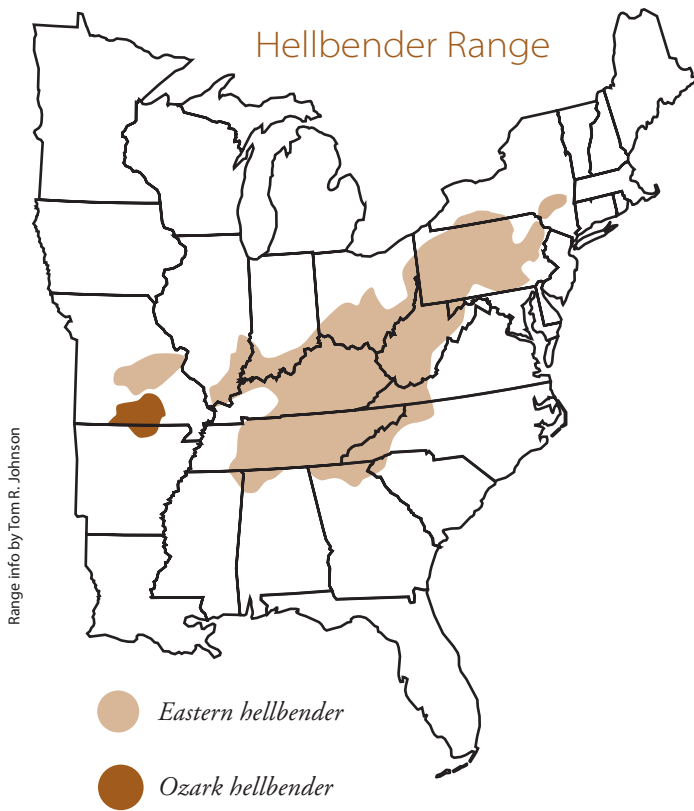 Hellbender Range
Range info by Tom R. Johnson
Eastern hellbender
Ozark hellbender